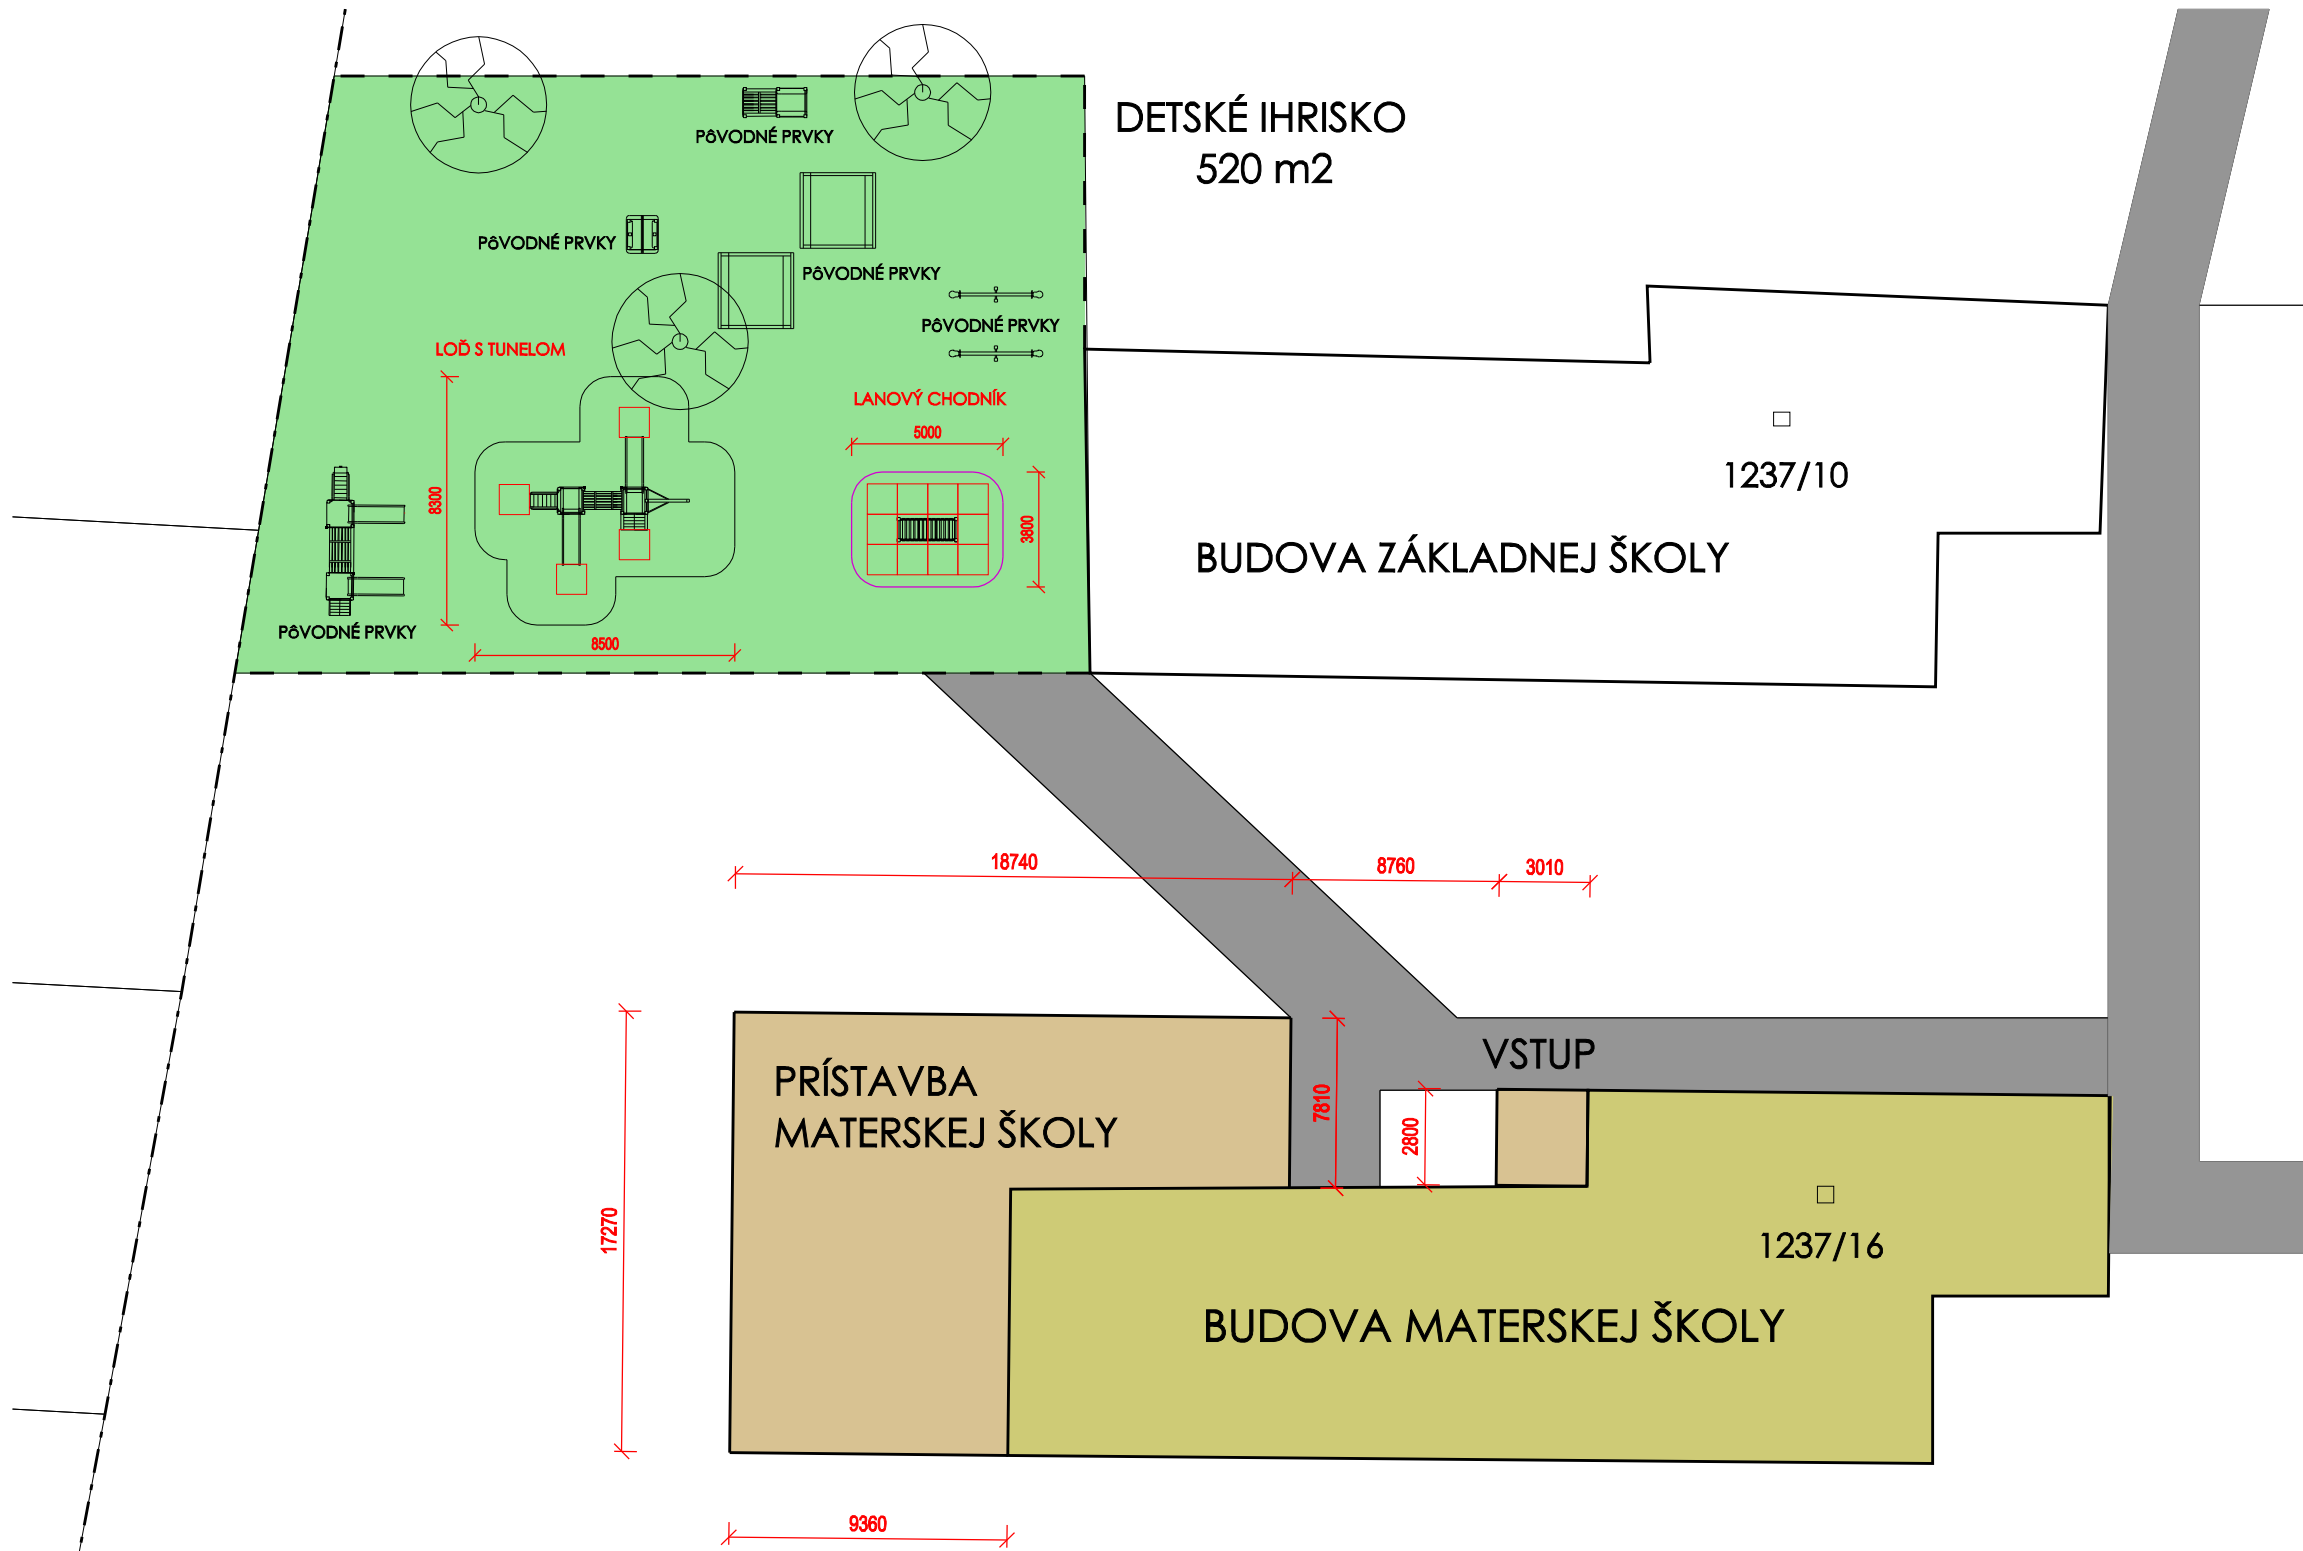 DETSKÉ IHRISKO
520 m2
PôVODNÉ PRVKY
PôVODNÉ PRVKY
PôVODNÉ PRVKY
PôVODNÉ PRVKY
LOĎ S TUNELOM
LANOVÝ CHODNÍK
5000
8300
3800
PôVODNÉ PRVKY
8500
1237/10
BUDOVA ZÁKLADNEJ ŠKOLY
18740
8760
3010
VSTUP
PRÍSTAVBA
MATERSKEJ ŠKOLY
7810
2800
17270
1237/16
BUDOVA MATERSKEJ ŠKOLY
9360